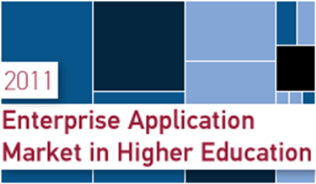 2011
Enterprise Application
Market in Higher Education